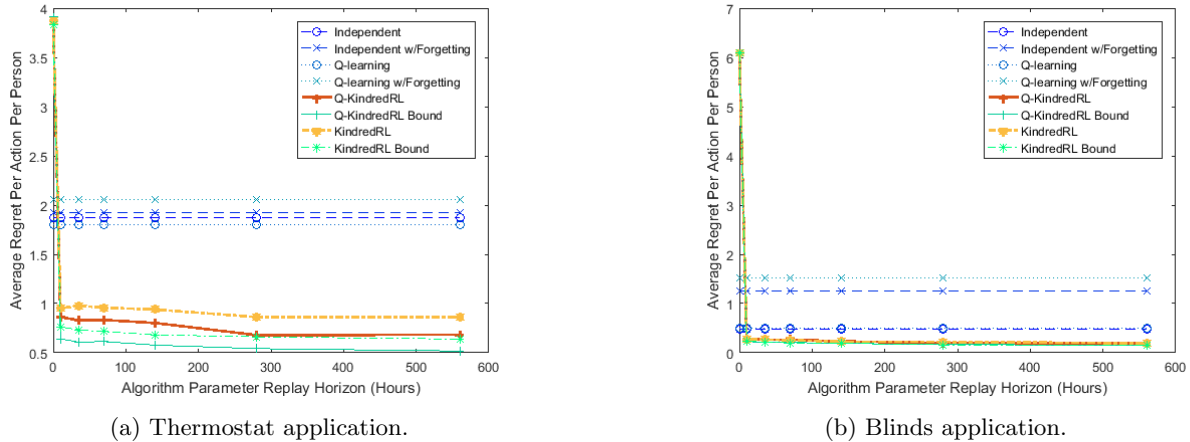 4
3.5
3
2.5
2
1.5
1
0.5
0 100 200 300 400 500 600
Average Regret Per Action Per Person
Algorithm Parameter Replay Horizon (Hours)
Independent
Independent w/Forgetting
Q-learning
Q-learning w/Forgetting
Q-KindredRL
Q-KindredRL Bound
KindredRL
KindredRL Bound
(a) Thermostat application.
7
6
5
4
3
2
1
0
0 100 200 300 400 500 600
Average Regret Per Action Per Person
Algorithm Parameter Replay Horizon (Hours)
Independent
Independent w/Forgetting
Q-learning
Q-learning w/Forgetting
Q-KindredRL
Q-KindredRL Bound
KindredRL
KindredRL Bound
(b) Blinds application.